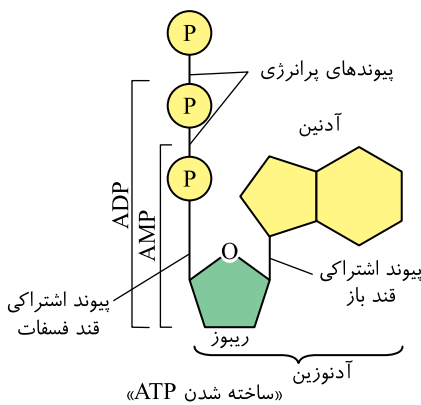 P
پیوندهای پرانرژی
P
آدنین
P
ADP
AMP
O
پیوند اشتراکی
قند باز
پیوند اشتراکی
قند فسفات
ریبوز
آدنوزین
«ساخته شدن ATP»